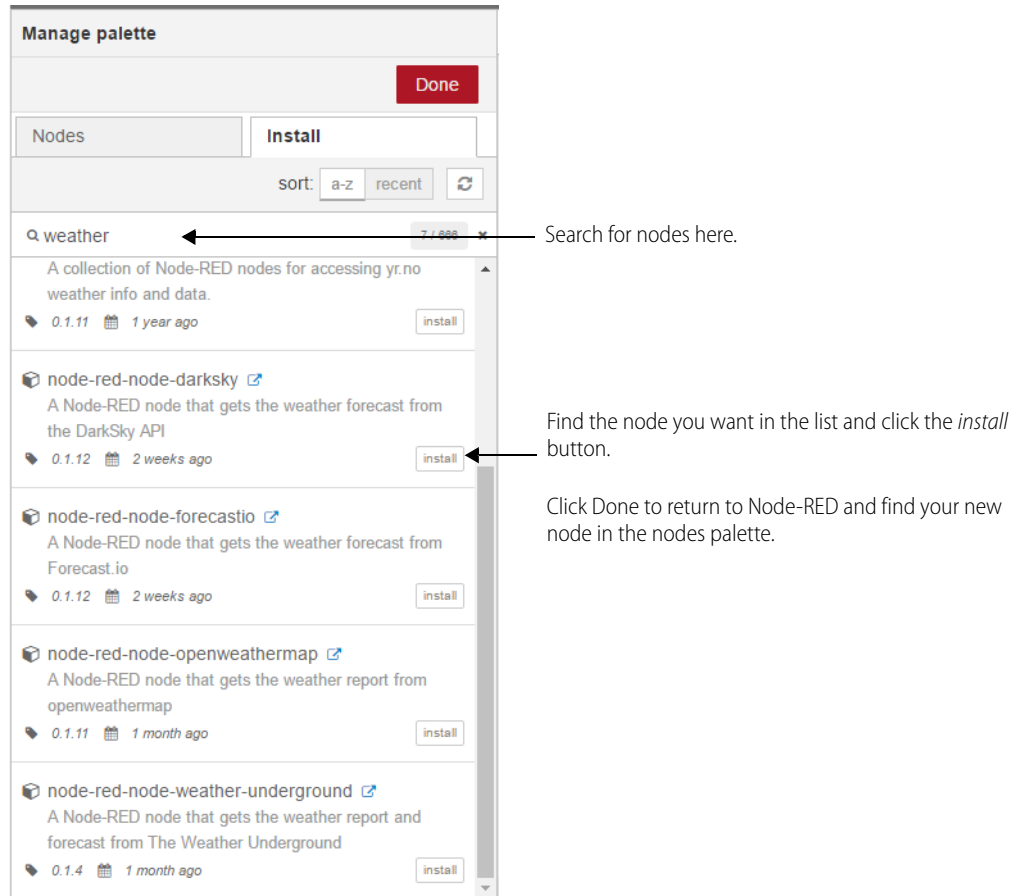 Manage palette
Done
Nodes
Install
sort: a-z recent
weather
7 / 666
Search for nodes here.
A collection of Node-RED nodes for accessing yr.no
weather info and data.
0.1.11 1 year ago
install
node-red-node-darksky
A Node-RED node that gets the weather forecast from
the DarkSky API
0.1.12 2 weeks ago
install
Find the node you want in the list and click the install
button.
Click Done to return to Node-RED and find your new
node in the nodes palette.
node-red-node-forecastio
A Node-RED node that gets the weather forecast from
Forecast.io
0.1.12 2 weeks ago
install
node-red-node-openweathermap
A Node-RED node that gets the weather report from
openweathermap
0.1.11 1 month ago
install
node-red-node-weather-underground
A Node-RED node that gets the weather report and
forecast from The Weather Underground
0.1.4 1 month ago
install